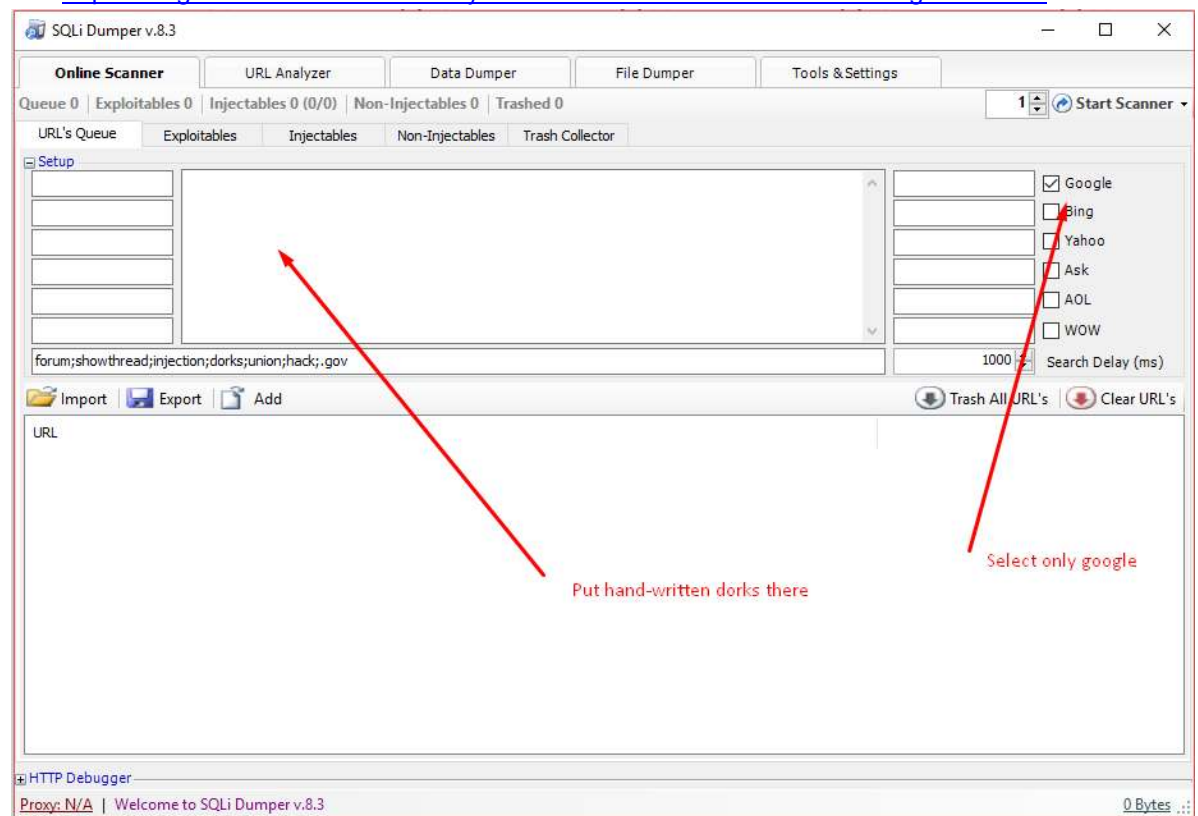 SQLi Dumper v.8.3
Online Scanner URL Analyzer Data Dumper File Dumper Tools & Settings
Queue 0 Exploitables 0 Injectables 0 (0/0) Non-Injectables 0 Trashed 0 1 Start Scanner
URL's Queue Exploitables Injectables Non-Injectables Trash Collector
Setup
Google
Bing
Yahoo
Ask
AOL
WOW
forum;showthread;injection;dorks;union;hack;.gov 1000 Search Delay (ms)
Import Export Add Trash All URL's Clear URL's
URL
Select only google
Put hand-written dorks there
HTTP Debugger
Proxy: N/A | Welcome to SQLi Dumper v.8.3 0 Bytes